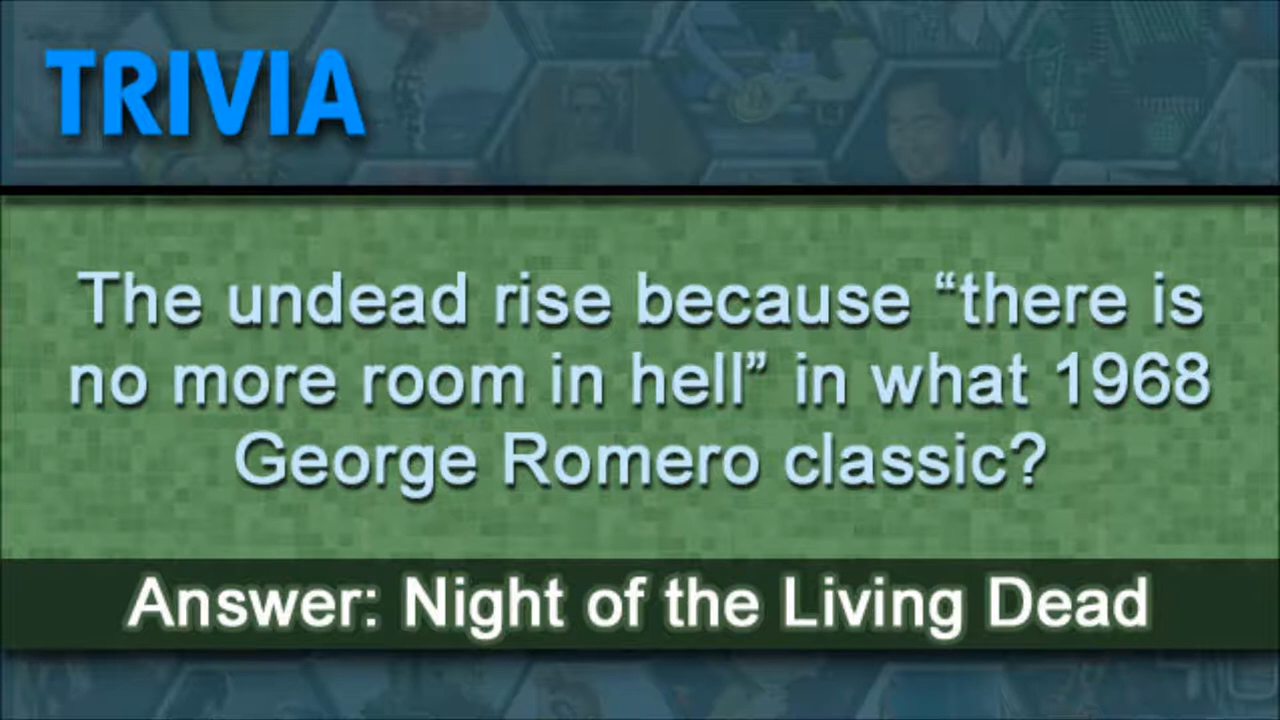 TRIVIA
The undead rise because “there is
no more room in hell” in what 1968
George Romero classic?
Answer: Night of the Living Dead